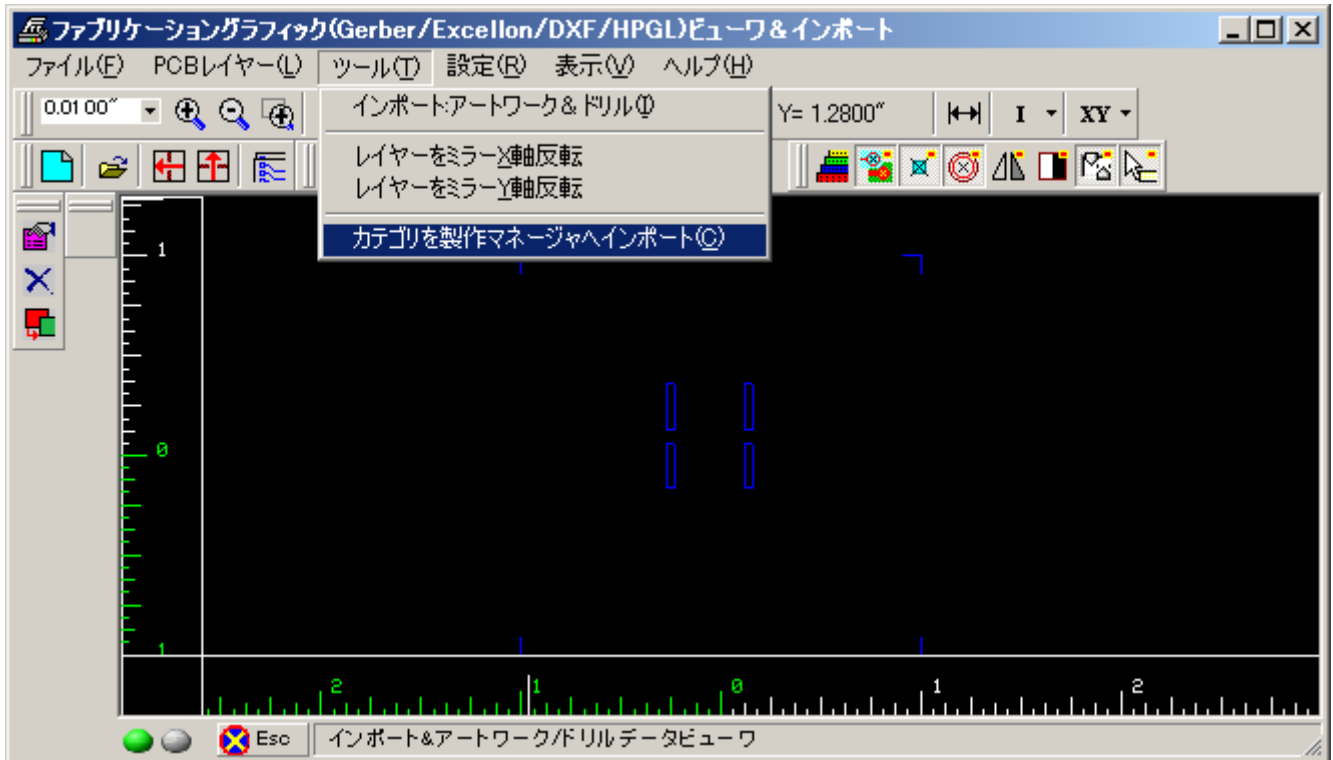 ファブリケーショングラフィック(Gerber/Excellon/DXF/HPGL)ビューワ&インポート
ファイル(F) PCBレイヤー(L) ツール(T) 設定(R) 表示(V) ヘルプ(H)
0.0100" Y= 1.2800" I XY
インポート:アートワーク&ドリル(I)
レイヤーをミラーX軸反転
レイヤーをミラーY軸反転
カテゴリを製作マネージャへインポート(C)
1
0
1
2 1 0 1 2
Esc インポート&アートワーク/ドリルデータビューワ